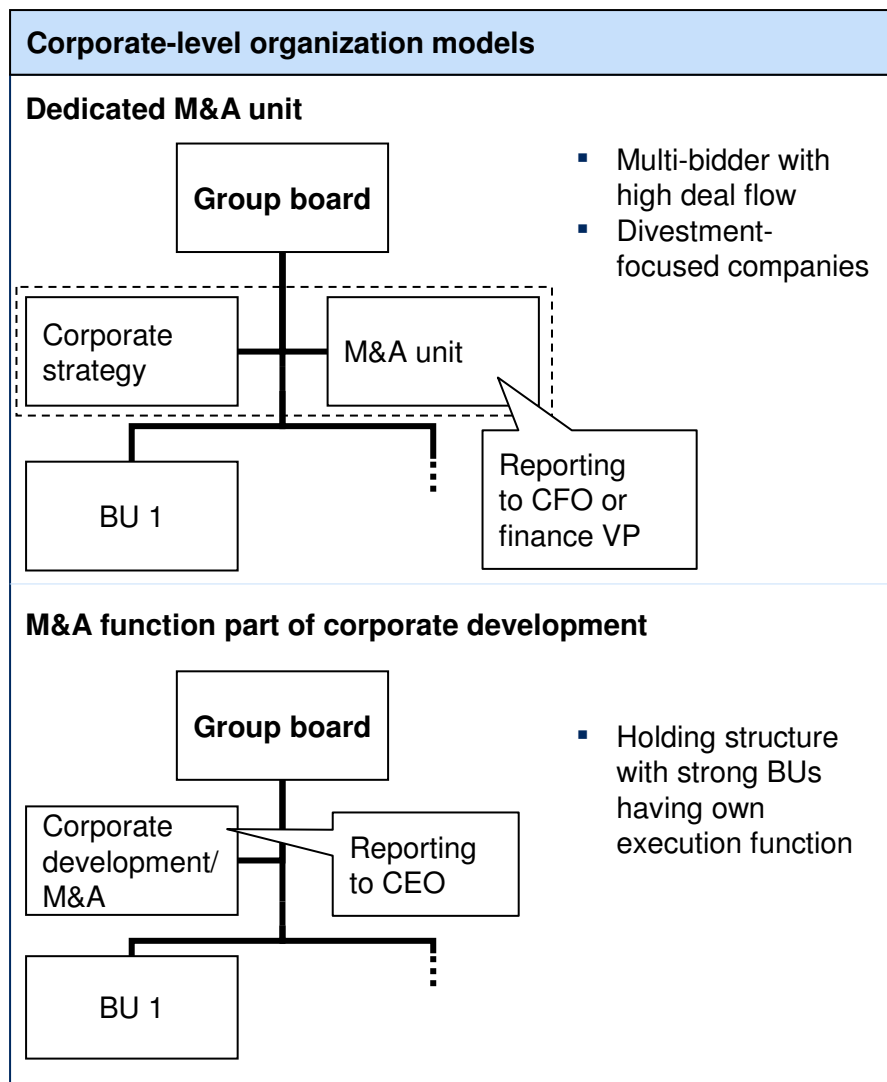 Corporate-level organization models
Dedicated M&A unit
Group board
▪ Multi-bidder with
high deal flow
▪ Divestment-
focused companies
Corporate
strategy
M&A unit
Reporting
to CFO or
finance VP
BU 1
M&A function part of corporate development
Group board
▪ Holding structure
with strong BUs
having own
execution function
Corporate
development/
M&A
Reporting
to CEO
BU 1